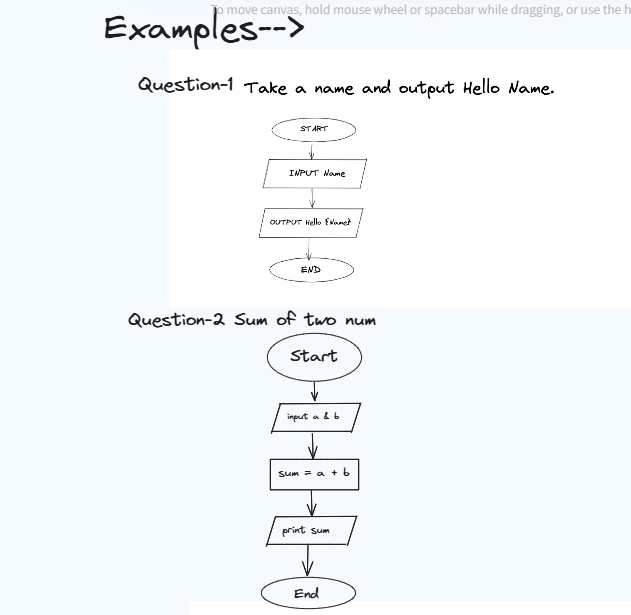 To move canvas, hold mouse wheel or spacebar while dragging, or use the h
Examples-->
Question-1 Take a name and output Hello Name.
START
INPUT Name
OUTPUT Hello {Name}
END
Question-2 Sum of two num
Start
input a & b
sum = a + b
print sum
End